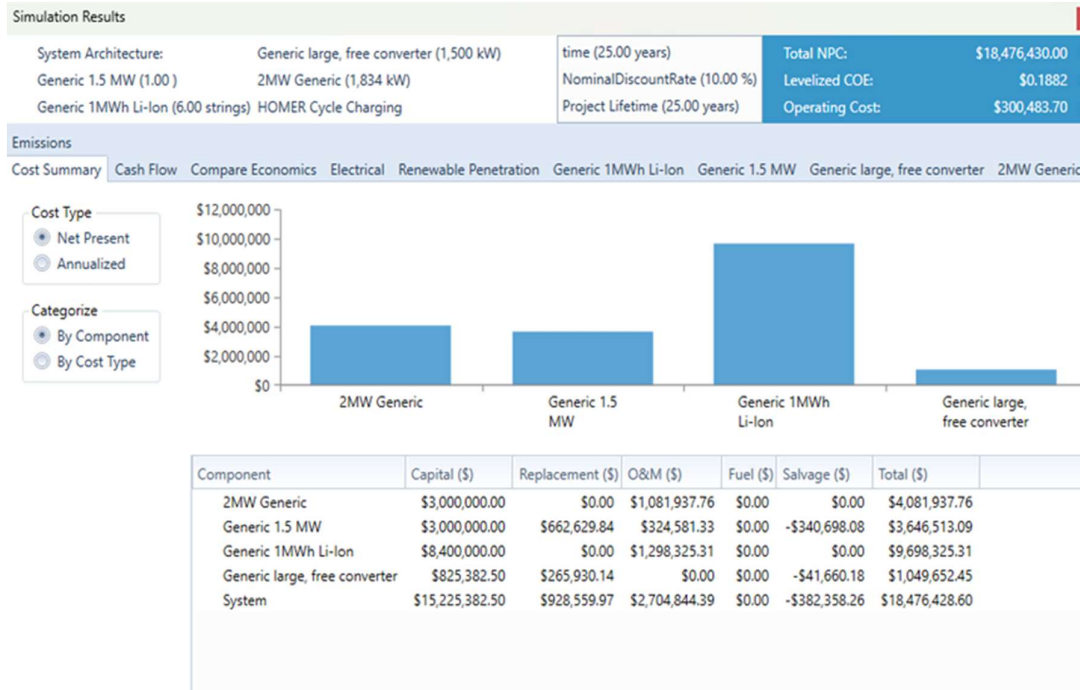 Simulation Results
System Architecture: Generic large, free converter (1,500 kW) time (25.00 years) Total NPC: $18,476,430.00
Generic 1.5 MW (1.00 ) 2MW Generic (1,834 kW) NominalDiscountRate (10.00 %) Levelized COE: $0.1882
Generic 1MWh Li-Ion (6.00 strings) HOMER Cycle Charging Project Lifetime (25.00 years) Operating Cost: $300,483.70
Emissions
Cost Summary Cash Flow Compare Economics Electrical Renewable Penetration Generic 1MWh Li-Ion Generic 1.5 MW Generic large, free converter 2MW Generic
Cost Type
Net Present
Annualized
Categorize
By Component
By Cost Type
$12,000,000
$10,000,000
$8,000,000
$6,000,000
$4,000,000
$2,000,000
$0
2MW Generic
Generic 1.5
MW
Generic 1MWh
Li-Ion
Generic large,
free converter
Component Capital ($) Replacement ($) O&M ($) Fuel ($) Salvage ($) Total ($)
2MW Generic $3,000,000.00 $0.00 $1,081,937.76 $0.00 $0.00 $4,081,937.76
Generic 1.5 MW $3,000,000.00 $662,629.84 $324,581.33 $0.00 -$340,698.08 $3,646,513.09
Generic 1MWh Li-Ion $8,400,000.00 $0.00 $1,298,325.31 $0.00 $0.00 $9,698,325.31
Generic large, free converter $825,382.50 $265,930.14 $0.00 $0.00 -$41,660.18 $1,049,652.45
System $15,225,382.50 $928,559.97 $2,704,844.39 $0.00 -$382,358.26 $18,476,428.60